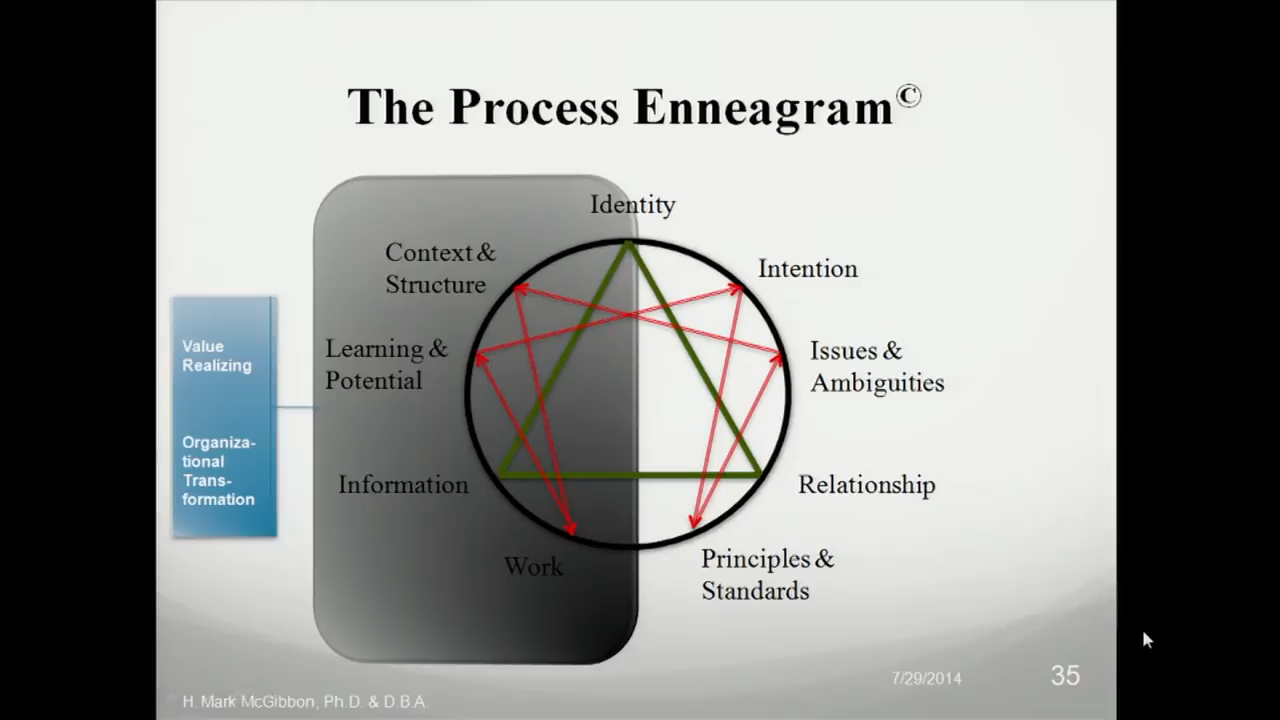 The Process Enneagram©
Identity
Context &
Structure
Intention
Learning &
Potential
Issues &
Ambiguities
Value
Realizing
Organiza-
tional
Trans-
formation
Information
Relationship
Work
Principles &
Standards
7/29/2014
35
H. Mark McGibbon, Ph.D. & D.B.A.